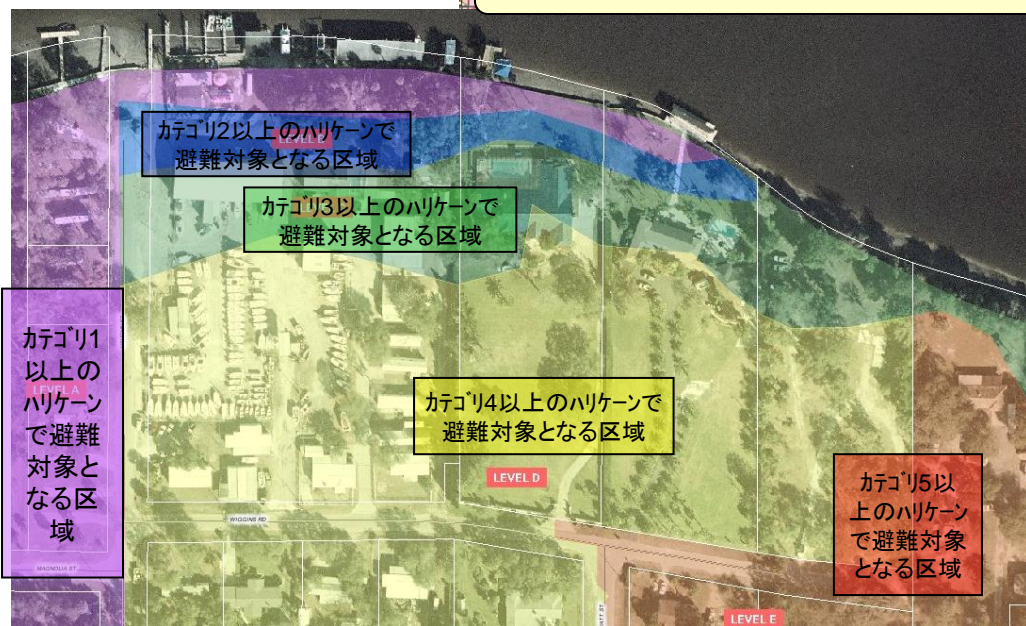 カテゴリ2以上のハリケーンで
避難対象となる区域
カテゴリ3以上のハリケーンで
避難対象となる区域
カテゴリ1
以上の
ハリケーン
で避難
対象と
なる区
域
LEVEL A
カテゴリ4以上のハリケーンで
避難対象となる区域
LEVEL D
カテゴリ5以
上のハリケーン
で避難対象
となる区域
WIGGINS RD
MAGNOLIA ST
LEVEL E